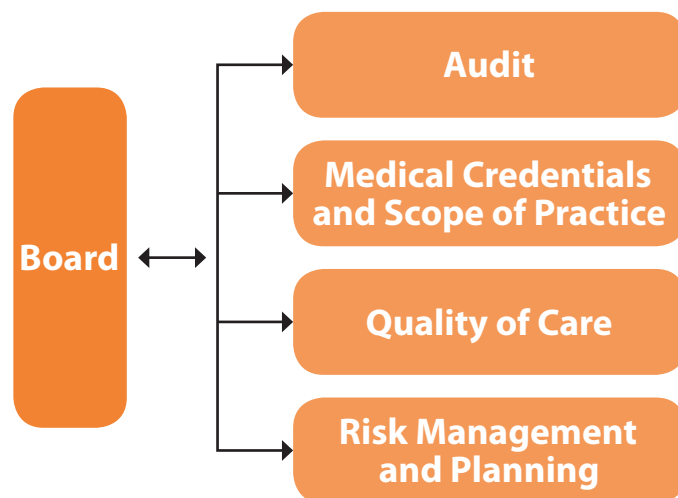 Board
Audit
Medical Credentials
and Scope of Practice
Quality of Care
Risk Management
and Planning